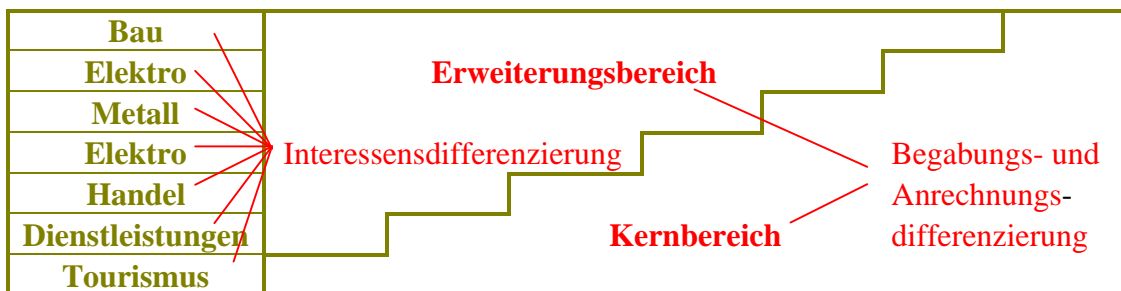 Bau
Elektro
Erweiterungsbereich
Metall
Elektro
Interessensdifferenzierung
Begabungs- und
Handel
Anrechnungs-
Dienstleistungen
Kernbereich
differenzierung
Tourismus